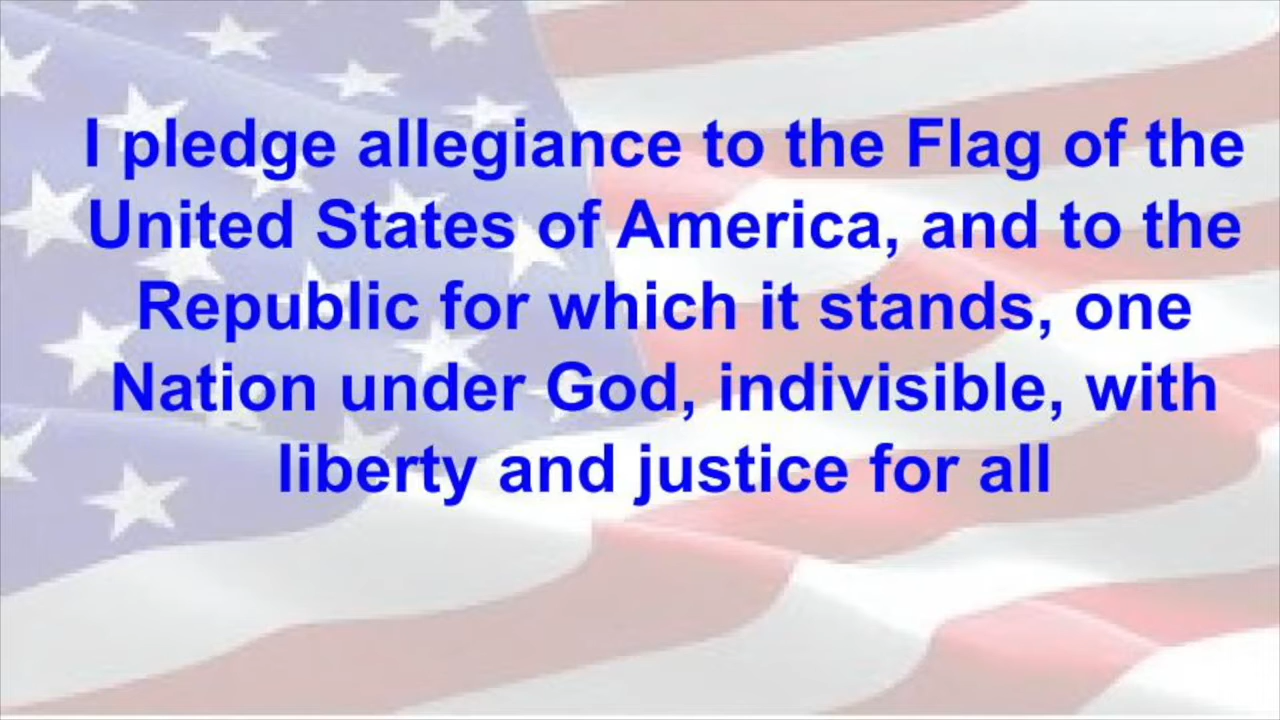 I pledge allegiance to the Flag of the
United States of America, and to the
Republic for which it stands, one
Nation under God, indivisible, with
liberty and justice for all